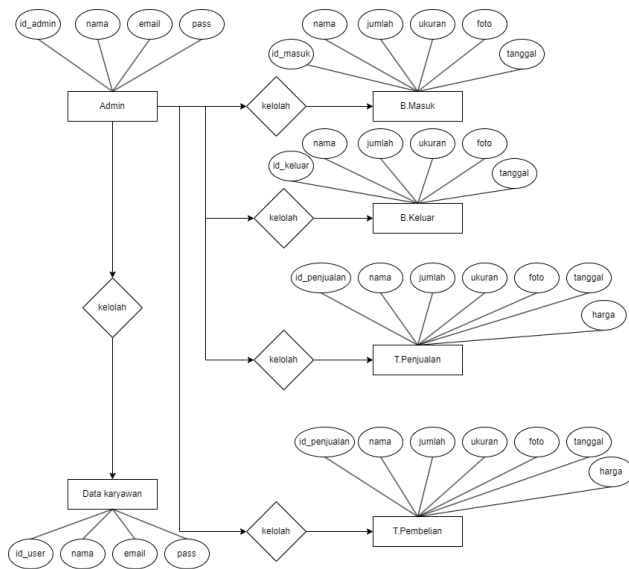 id_admin
nama
email
pass
Admin
nama
jumlah
ukuran
foto
id_masuk
tanggal
kelolah
B.Masuk
nama
jumlah
ukuran
foto
id_keluar
tanggal
kelolah
B.Keluar
kelolah
id_penjualan
nama
jumlah
ukuran
foto
tanggal
harga
kelolah
T.Penjualan
id_penjualan
nama
jumlah
ukuran
foto
tanggal
harga
kelolah
T.Pembelian
Data karyawan
id_user
nama
email
pass